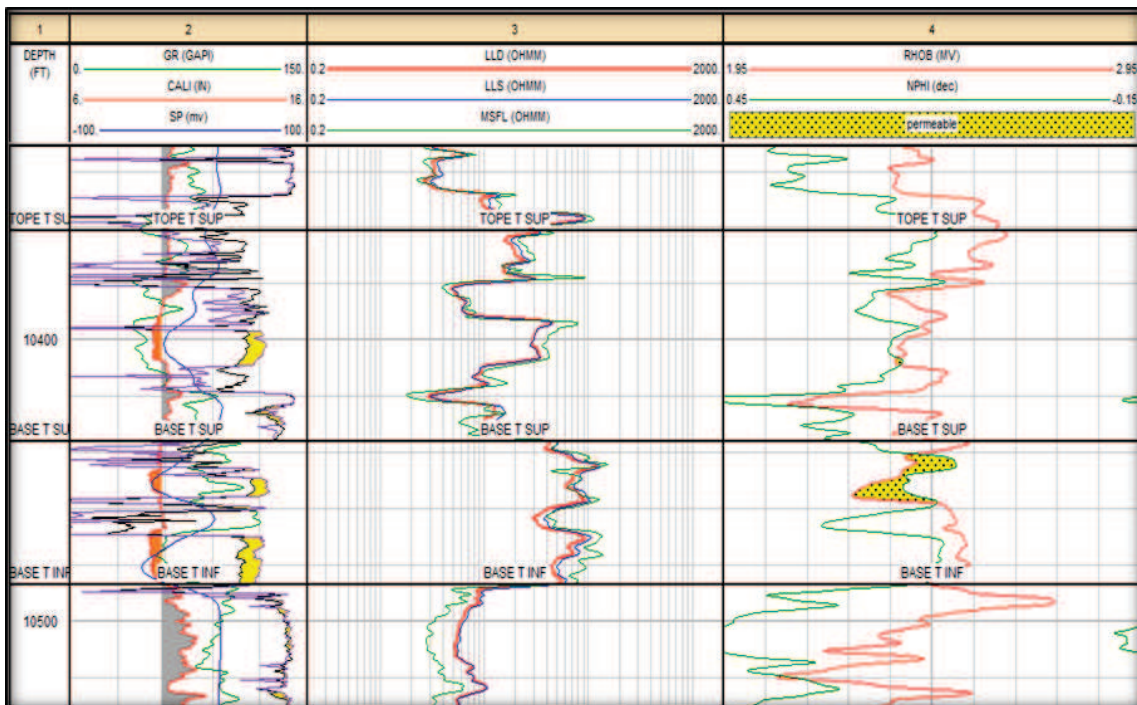 1 2 3 4
DEPTH (FT)
GR (GAPI)
0. 150.
CALI (IN)
6. 16.
SP (mv)
-100. 100.
LLD (OHMM)
0.2 2000.
LLS (OHMM)
0.2 2000.
MSFL (OHMM)
0.2 2000.
RHOB (MV)
1.95 2.95
NPHI (dec)
0.45 -0.15
permeable
TOPE T SU TOPE T SUP TOPE T SUP TOPE T SUP
10400
BASE T SU BASE T SUP BASE T SUP BASE T SUP
BASE T INF BASE T INF BASE T INF BASE T INF
10500